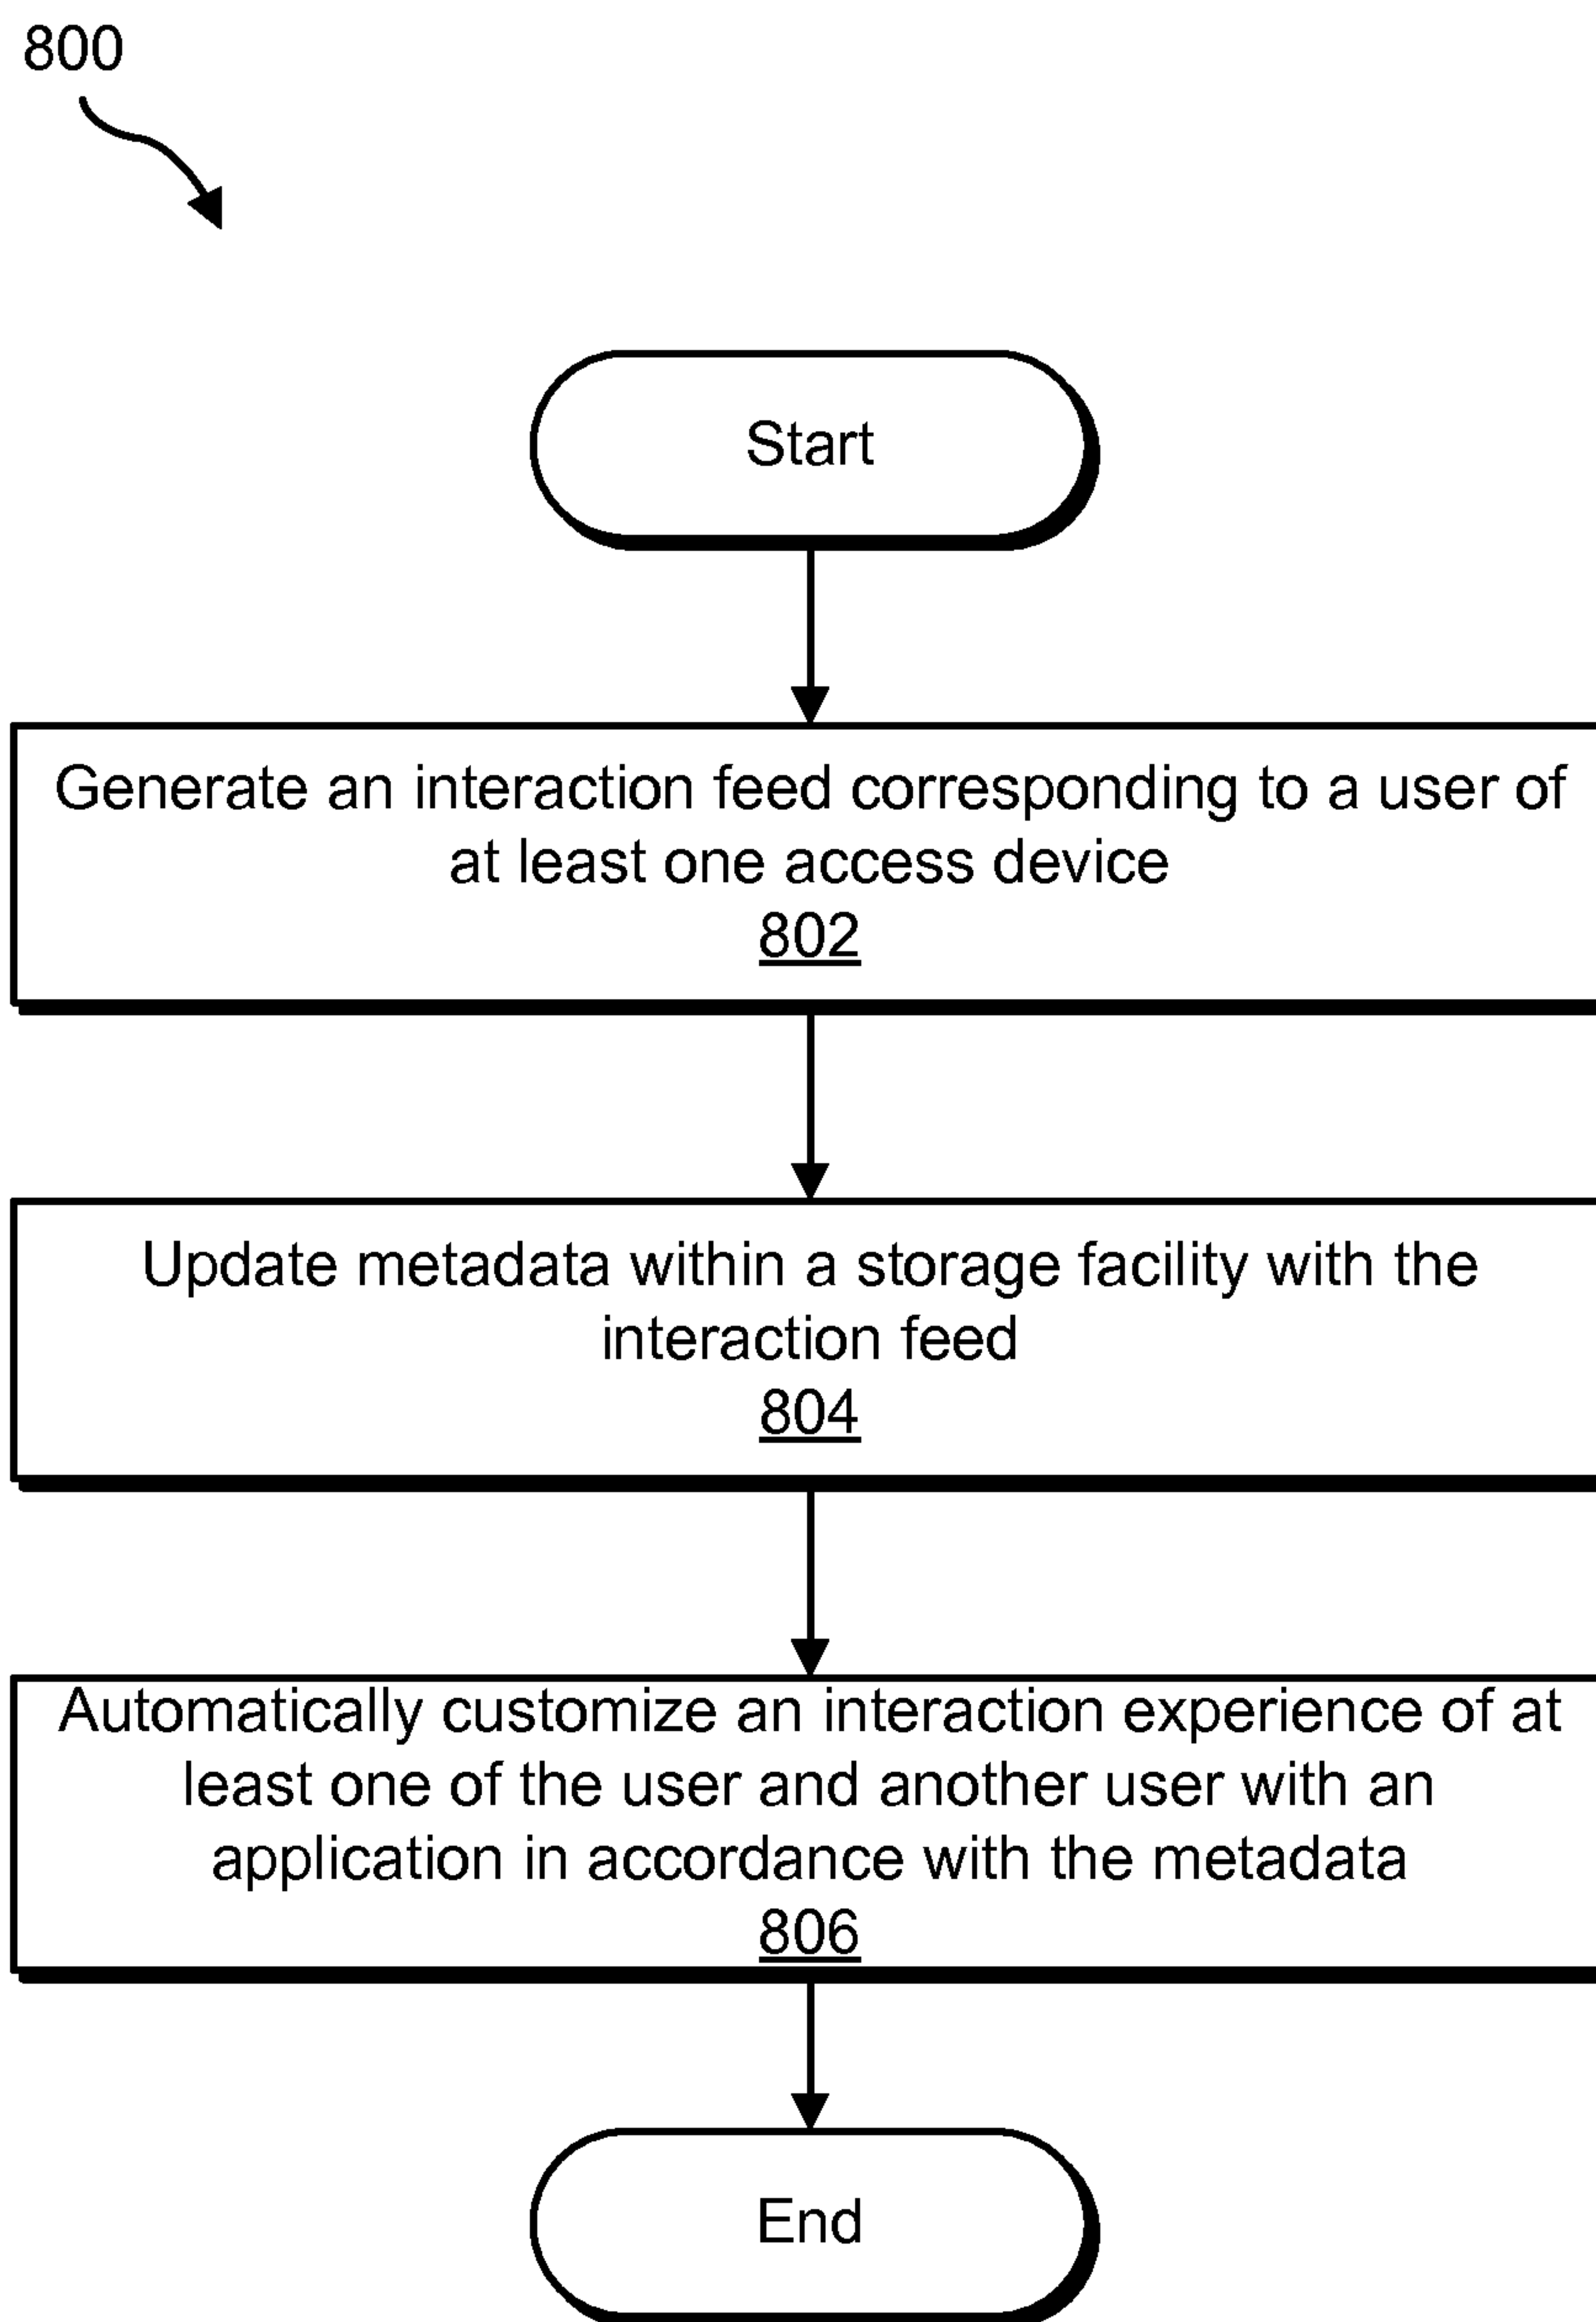 800
Start
Generate an interaction feed corresponding to a user of
at least one access device
802
Update metadata within a storage facility with the
interaction feed
804
Automatically customize an interaction experience of at
least one of the user and another user with an
application in accordance with the metadata
806
End